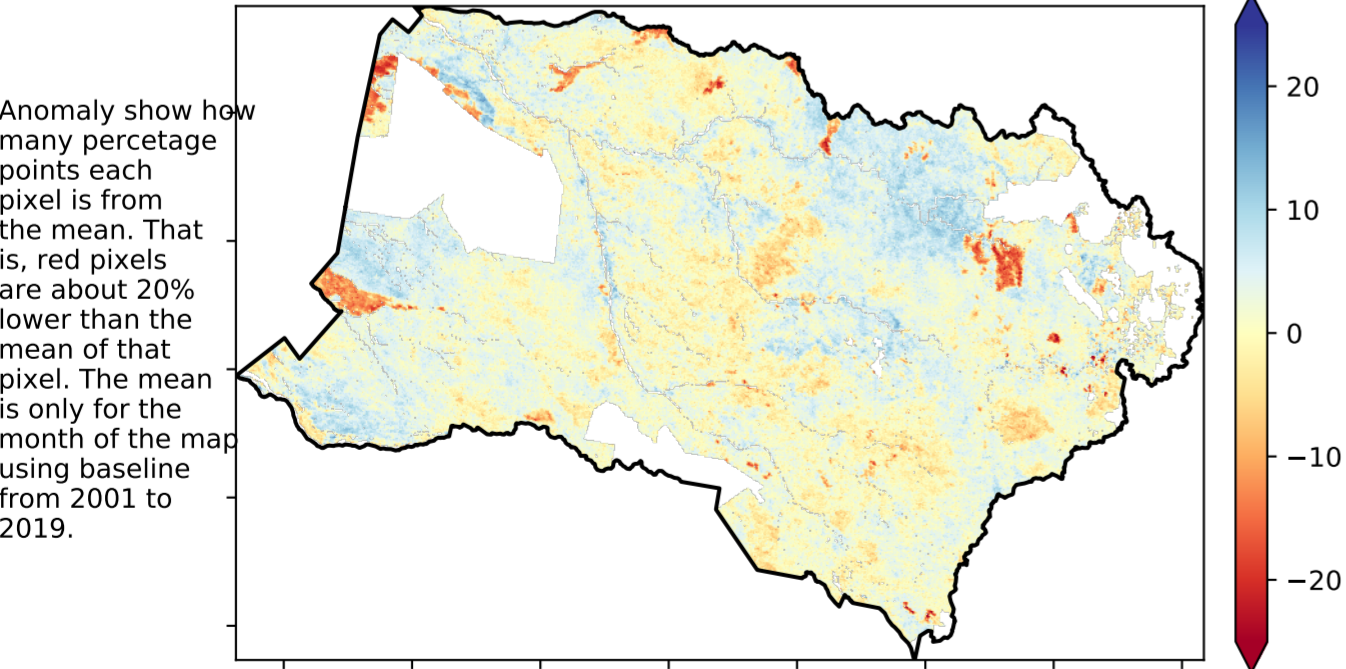 Anomaly show how
many percetage
points each
pixel is from
the mean. That
is, red pixels
are about 20%
lower than the
mean of that
pixel. The mean
is only for the
month of the map
using baseline
from 2001 to
2019.
20
10
0
−10
−20